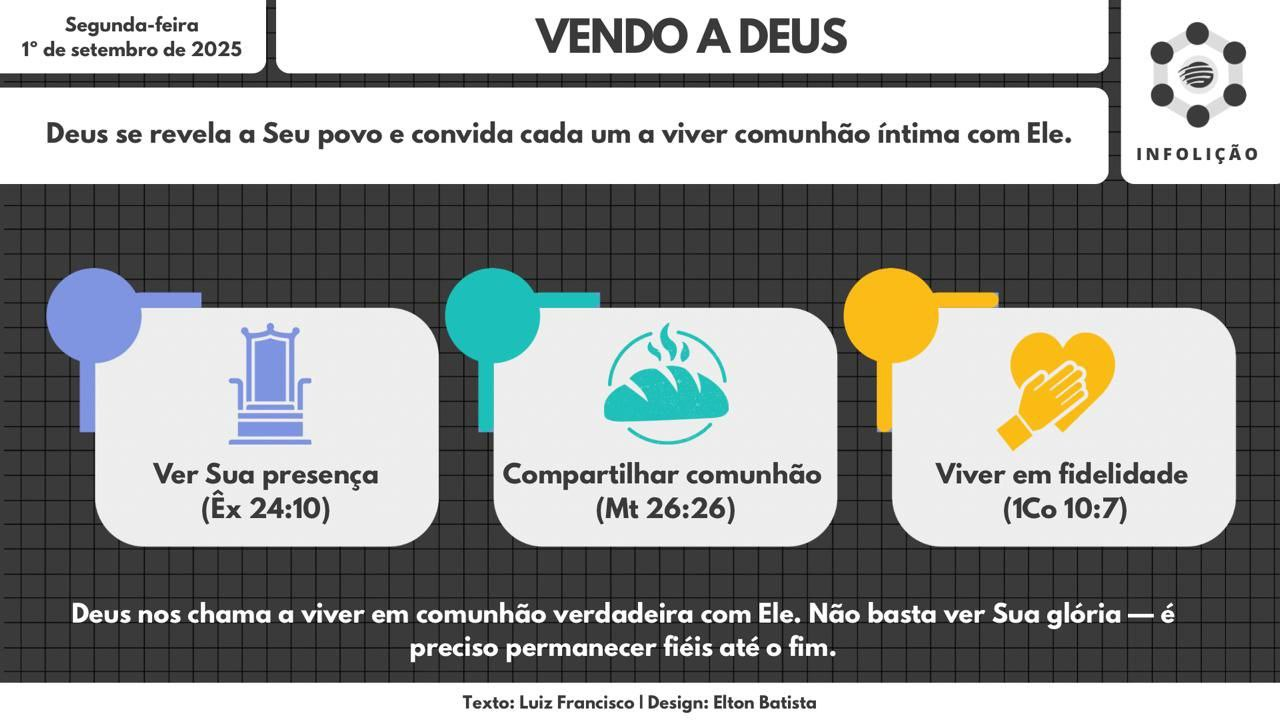 Segunda-feira
1º de setembro de 2025
VENDO A DEUS
Deus se revela a Seu povo e convida cada um a viver comunhão íntima com Ele.
INFOLIÇÃO
Ver Sua presença
(Êx 24:10)
Compartilhar comunhão
(Mt 26:26)
Viver em fidelidade
(1Co 10:7)
Deus nos chama a viver em comunhão verdadeira com Ele. Não basta ver Sua glória — é
preciso permanecer fiéis até o fim.
Texto: Luiz Francisco | Design: Elton Batista